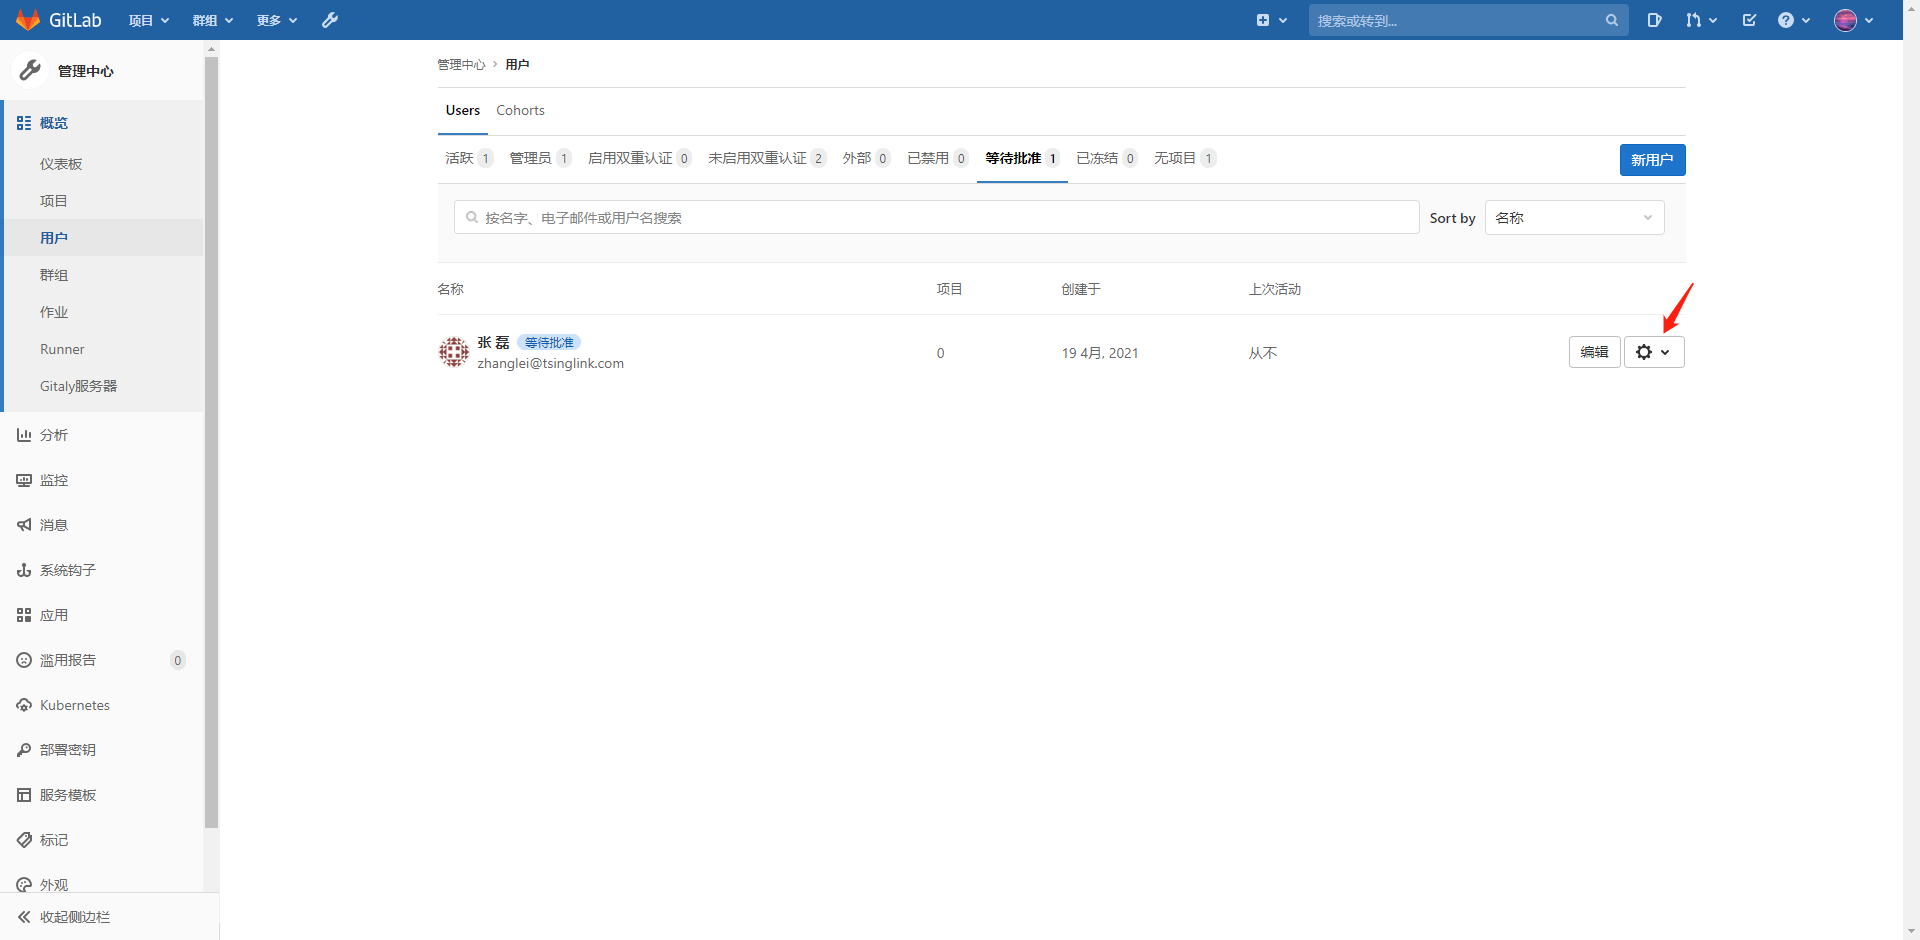 GitLab 项目 群组 更多 搜索或转到...
管理中心
概览
仪表板
项目
用户
群组
作业
Runner
Gitaly服务器
分析
监控
消息
系统钩子
应用
滥用报告 0
Kubernetes
部署密钥
服务模板
标记
外观
收起侧边栏
管理中心 > 用户
Users Cohorts
活跃 1 管理员 1 启用双重认证 0 未启用双重认证 2 外部 0 已禁用 0 等待批准 1 已冻结 0 无项目 1 新用户
按名字、电子邮件或用户名搜索 Sort by 名称
名称 项目 创建于 上次活动
张 磊 等待批准
zhanglei@tsinglink.com
0 19 4月, 2021 从不 编辑